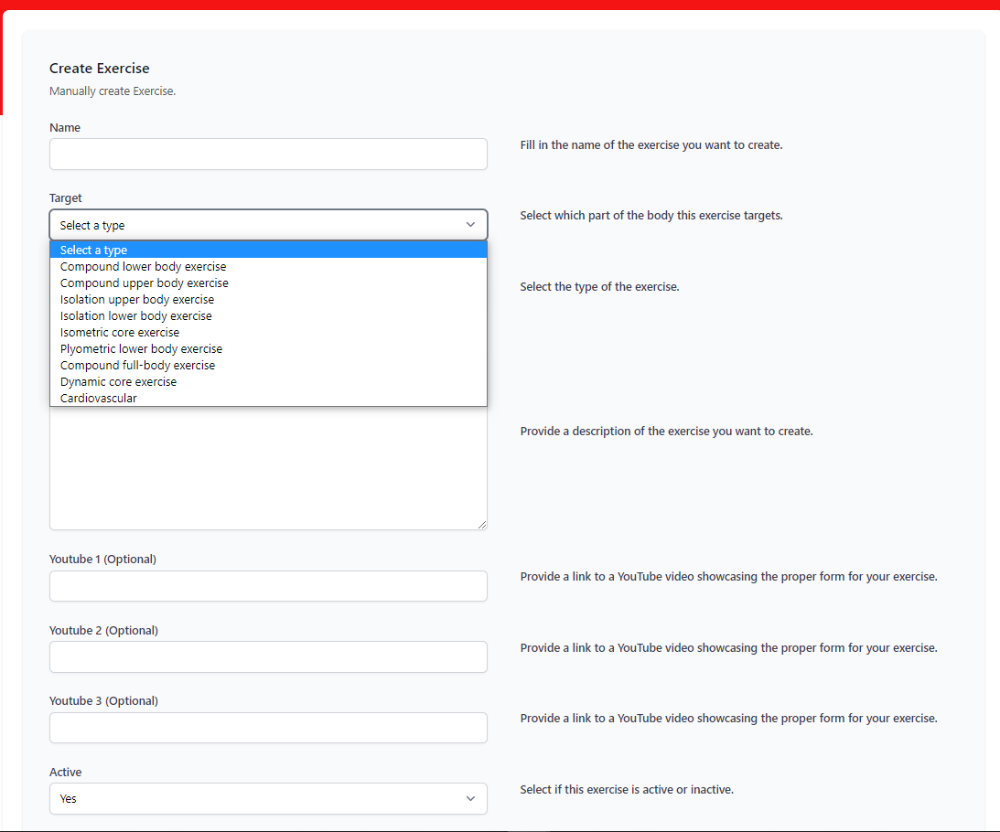 Create Exercise
Manually create Exercise.
Name
Fill in the name of the exercise you want to create.
Target
Select a type
Select which part of the body this exercise targets.
Select a type
Compound lower body exercise
Compound upper body exercise
Isolation upper body exercise
Isolation lower body exercise
Isometric core exercise
Plyometric lower body exercise
Compound full-body exercise
Dynamic core exercise
Cardiovascular
Select the type of the exercise.
Provide a description of the exercise you want to create.
Youtube 1 (Optional)
Provide a link to a YouTube video showcasing the proper form for your exercise.
Youtube 2 (Optional)
Provide a link to a YouTube video showcasing the proper form for your exercise.
Youtube 3 (Optional)
Provide a link to a YouTube video showcasing the proper form for your exercise.
Active
Yes
Select if this exercise is active or inactive.